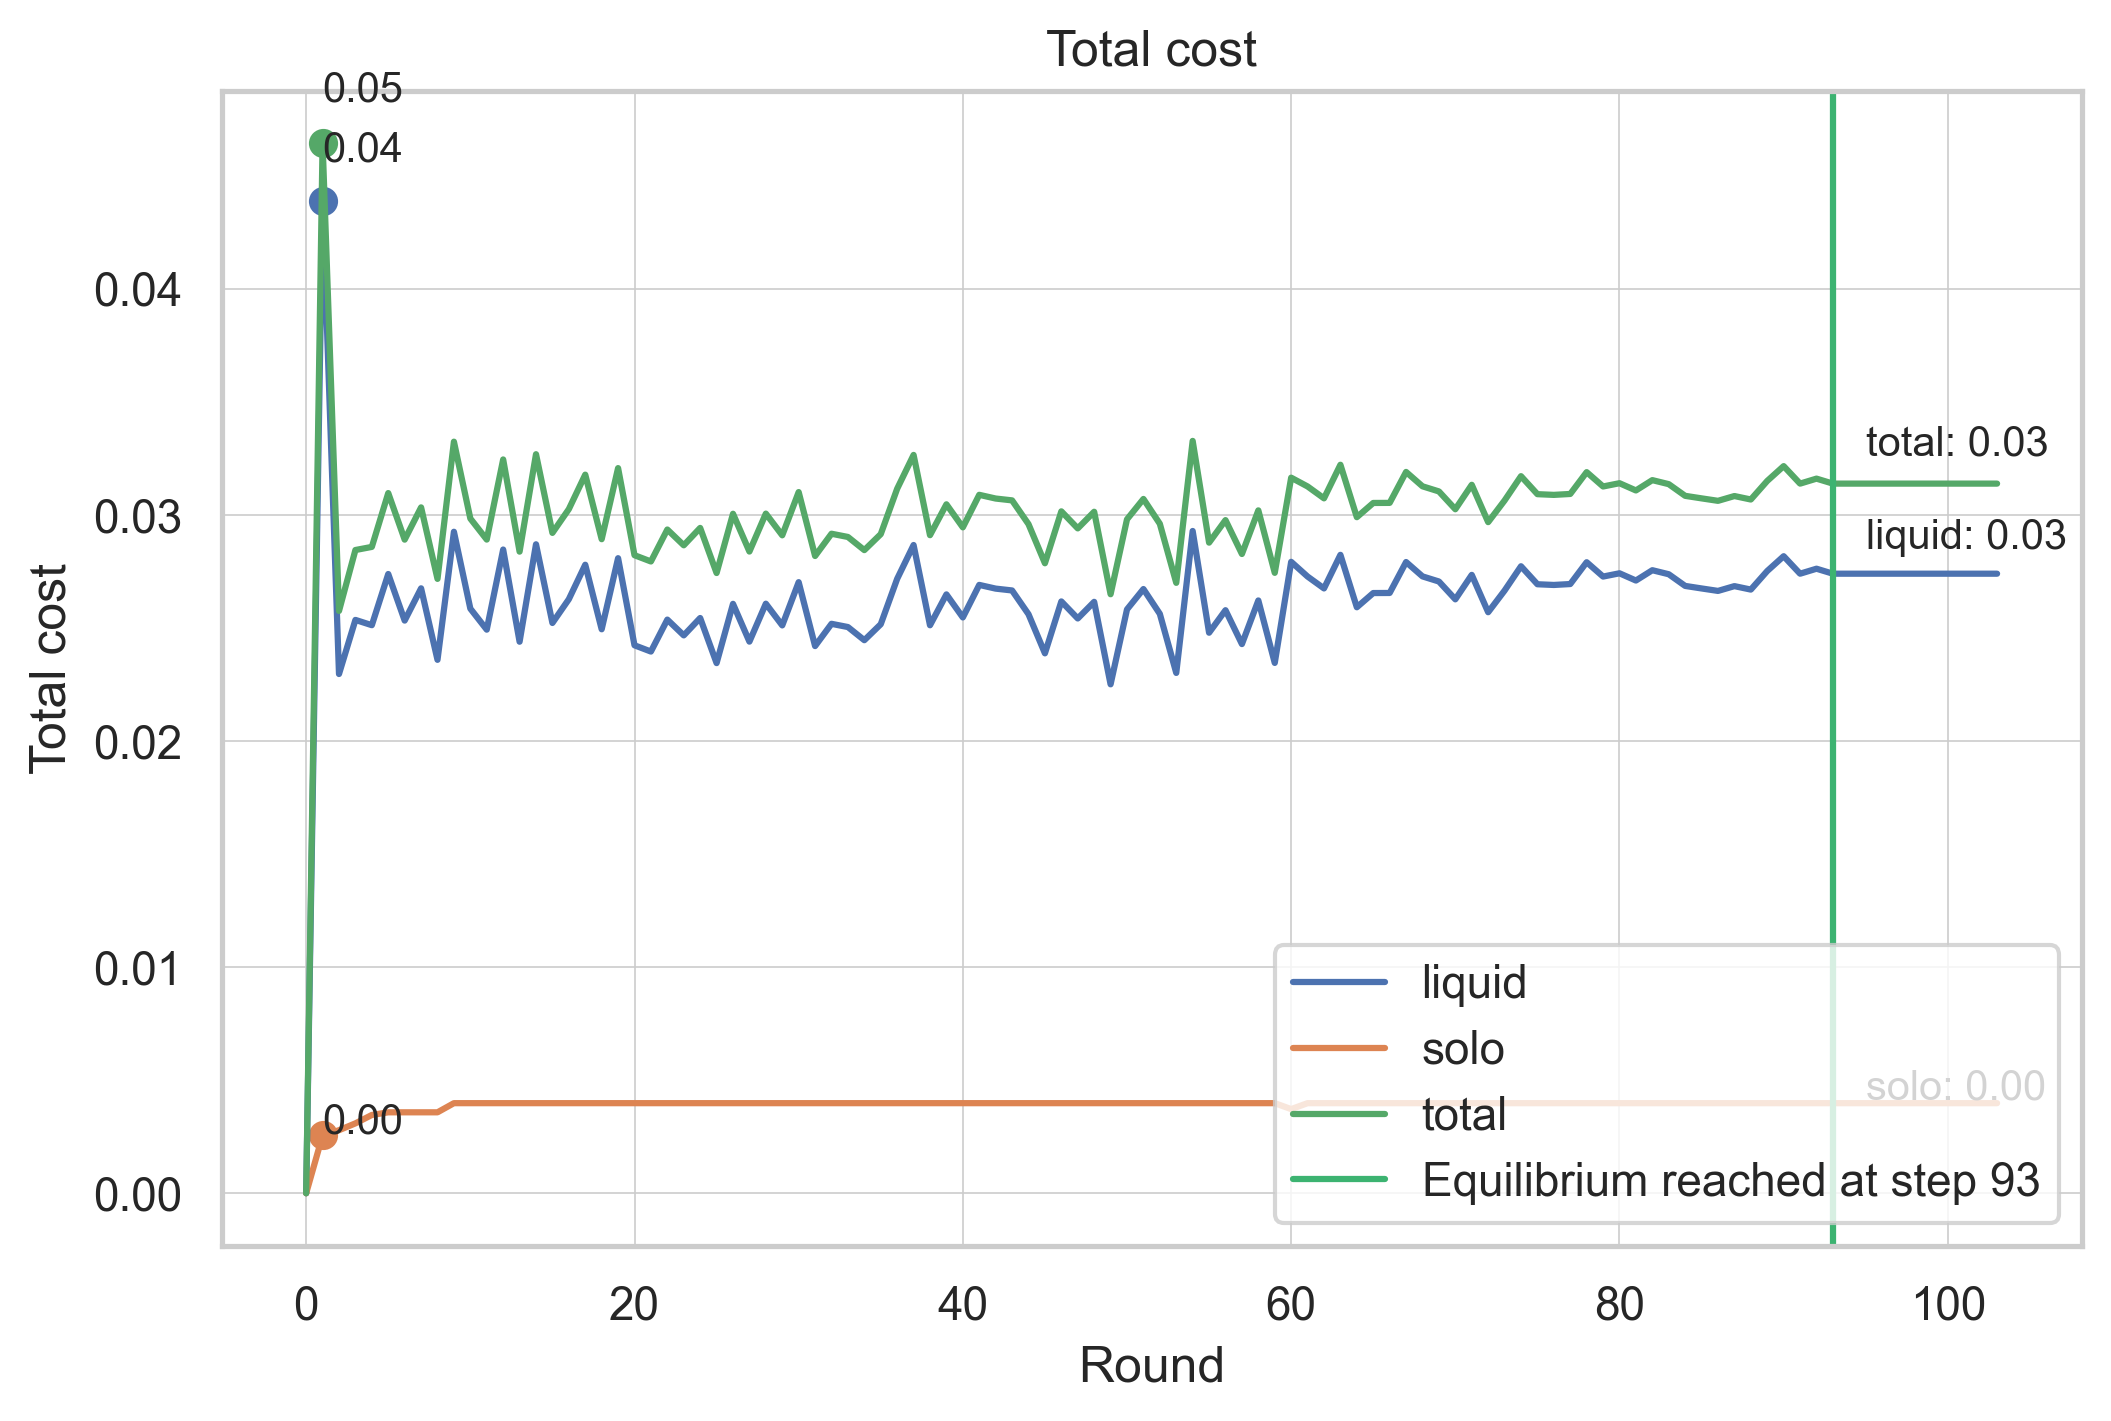 Total cost
0.05
0.04
0.04
0.03
0.02
0.01
0.00
Total cost
total: 0.03
liquid: 0.03
solo: 0.00
0.00
liquid
solo
total
Equilibrium reached at step 93
0
20
40
60
80
100
Round